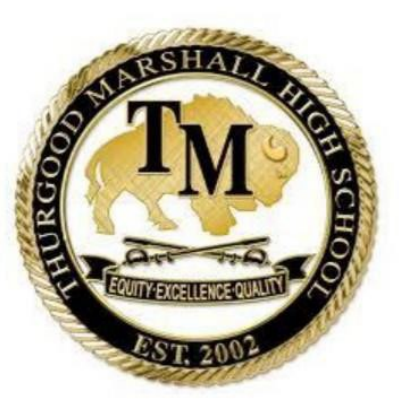 THURGOOD MARSHALL HIGH SCHOOL
TM
EQUITY·EXCELLENCE·QUALITY
EST. 2002